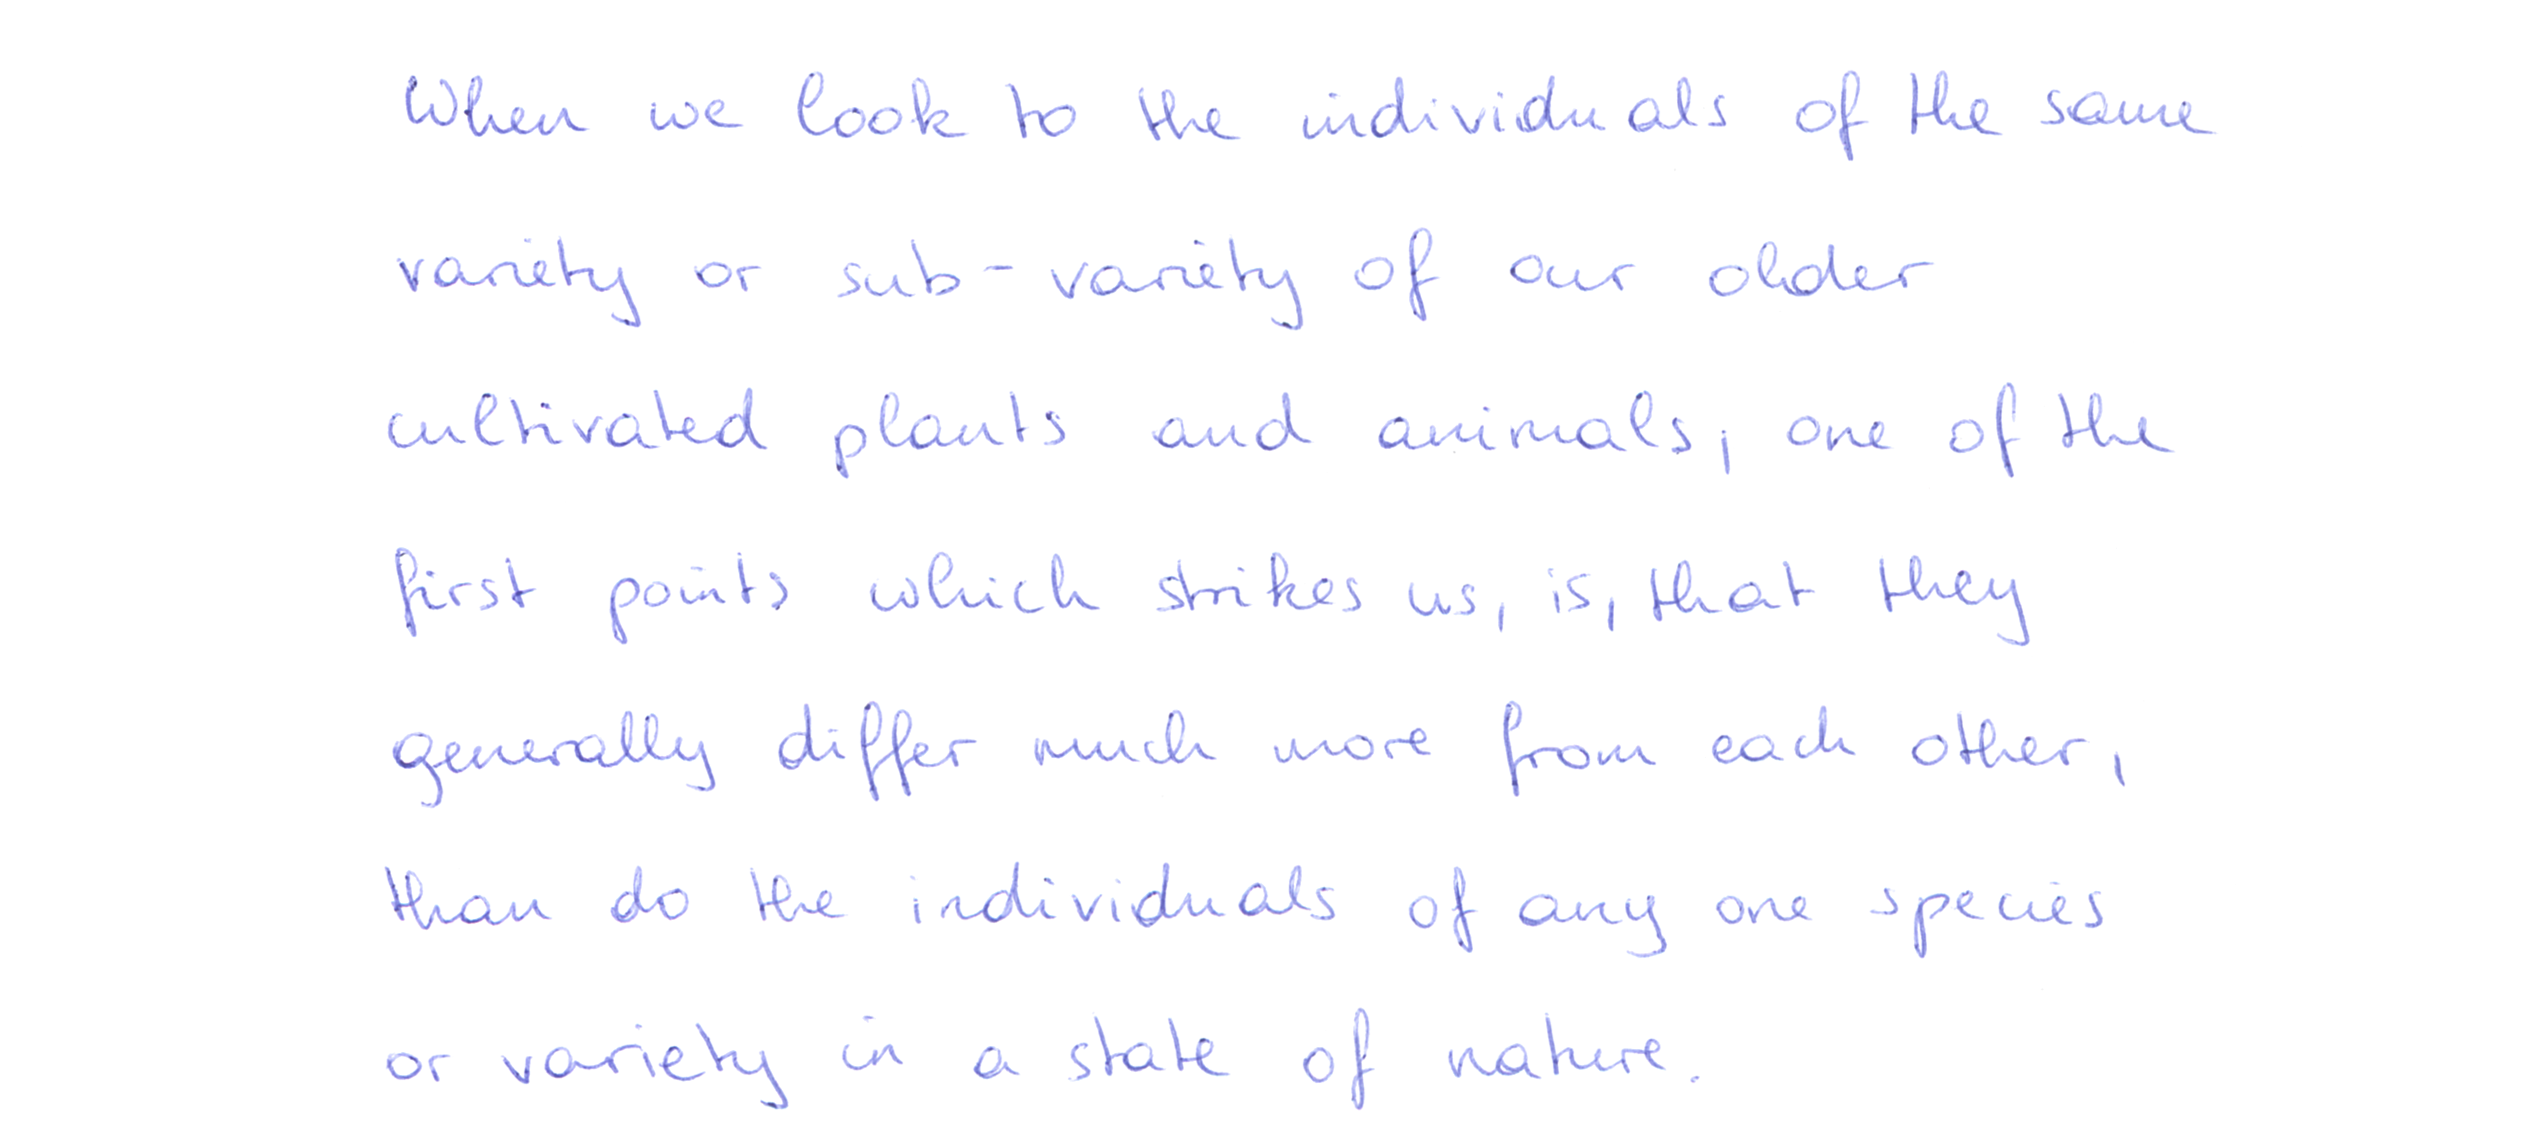 When we look to the individuals of the same
variety or sub-variety of our older
cultivated plants and animals, one of the
first points which strikes us, is, that they
generally differ much more from each other,
than do the individuals of any one species
or variety in a state of nature.